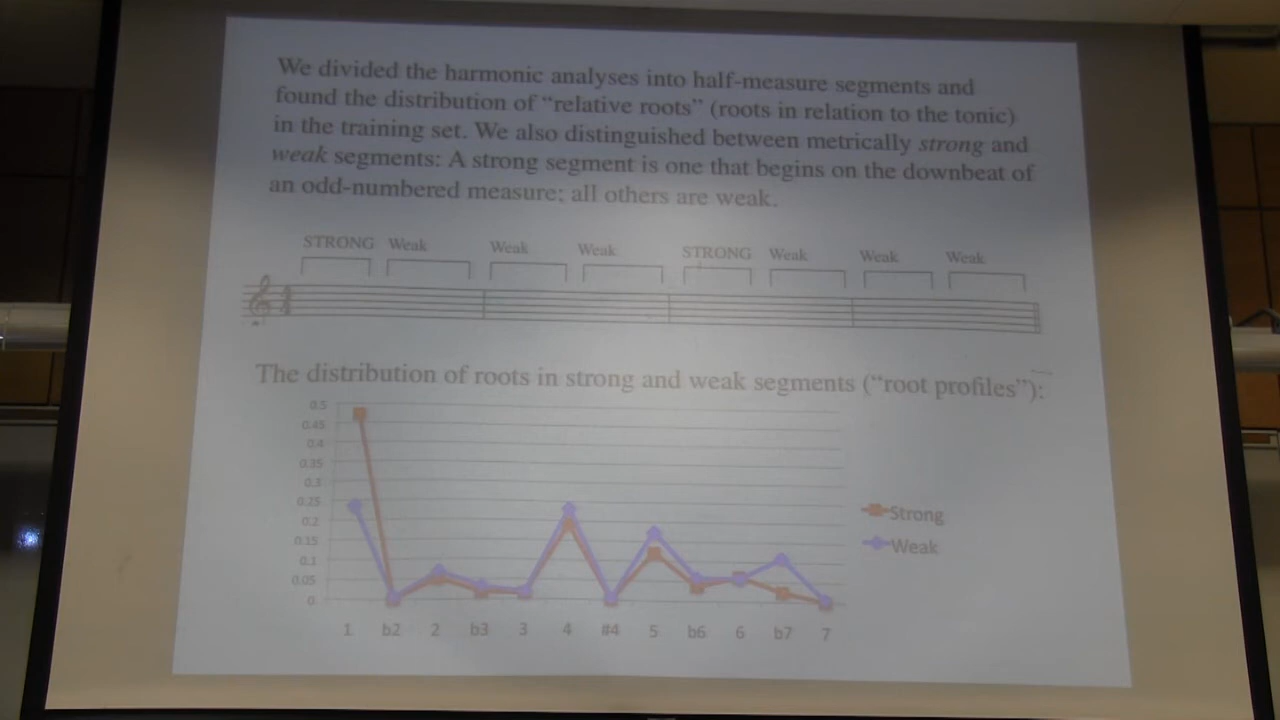 We divided the harmonic analyses into half-measure segments and
found the distribution of “relative roots” (roots in relation to the tonic)
in the training set. We also distinguished between metrically strong and
weak segments: A strong segment is one that begins on the downbeat of
an odd-numbered measure; all others are weak.
STRONG Weak Weak Weak STRONG Weak Weak Weak
4
4
The distribution of roots in strong and weak segments (“root profiles”):
0.5
0.45
0.4
0.35
0.3
0.25
0.2
0.15
0.1
0.05
0
1 b2 2 b3 3 4 #4 5 b6 6 b7 7
Strong
Weak